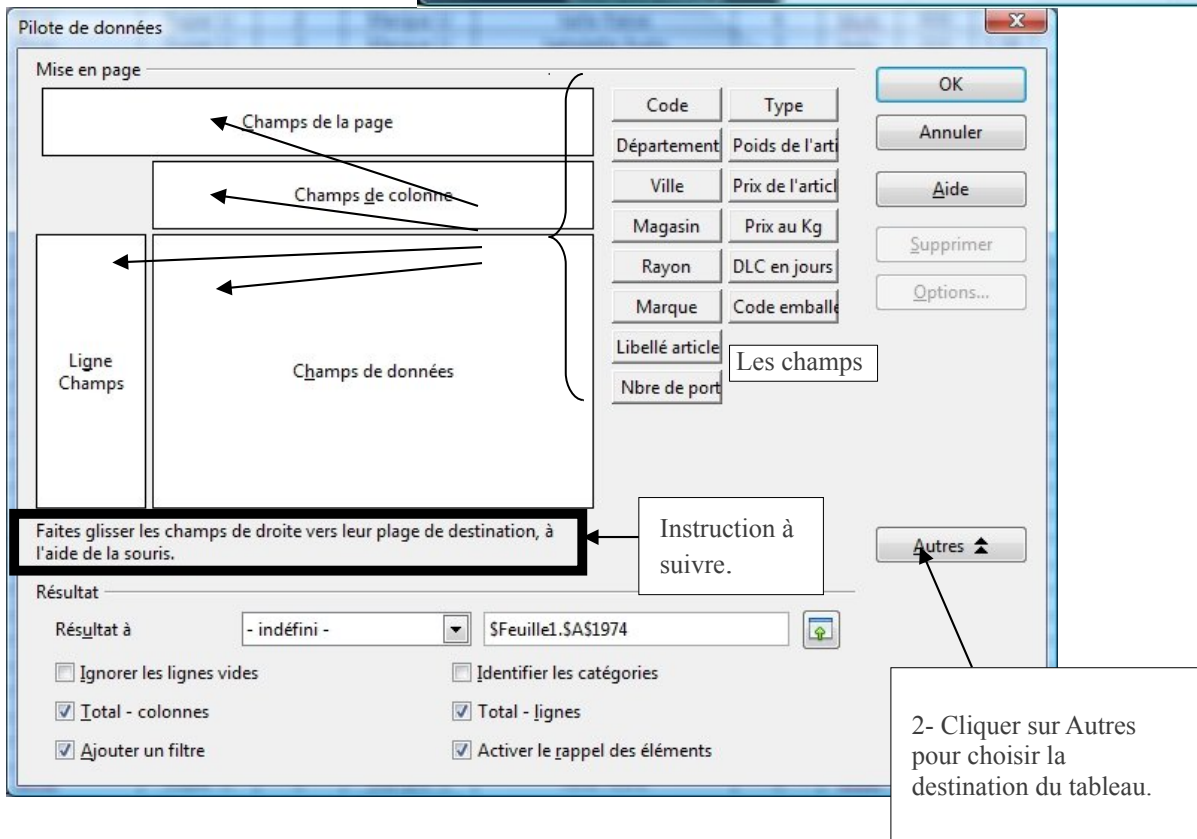 Pilote de données
Mise en page
Champs de la page
Champs de colonne
Ligne
Champs
Champs de données
Code
Type
Département
Poids de l'arti
Ville
Prix de l'articl
Magasin
Prix au Kg
Rayon
DLC en jours
Marque
Code emballe
Libellé article
Nbre de port
Les champs
OK
Annuler
Aide
Supprimer
Options...
Faites glisser les champs de droite vers leur plage de destination, à
l'aide de la souris.
Instruction à
suivre.
Autres
Résultat
Résultat à
- indéfini -
$Feuille1.$A$1974
Ignorer les lignes vides
Identifier les catégories
Total - colonnes
Total - lignes
Ajouter un filtre
Activer le rappel des éléments
2- Cliquer sur Autres
pour choisir la
destination du tableau.